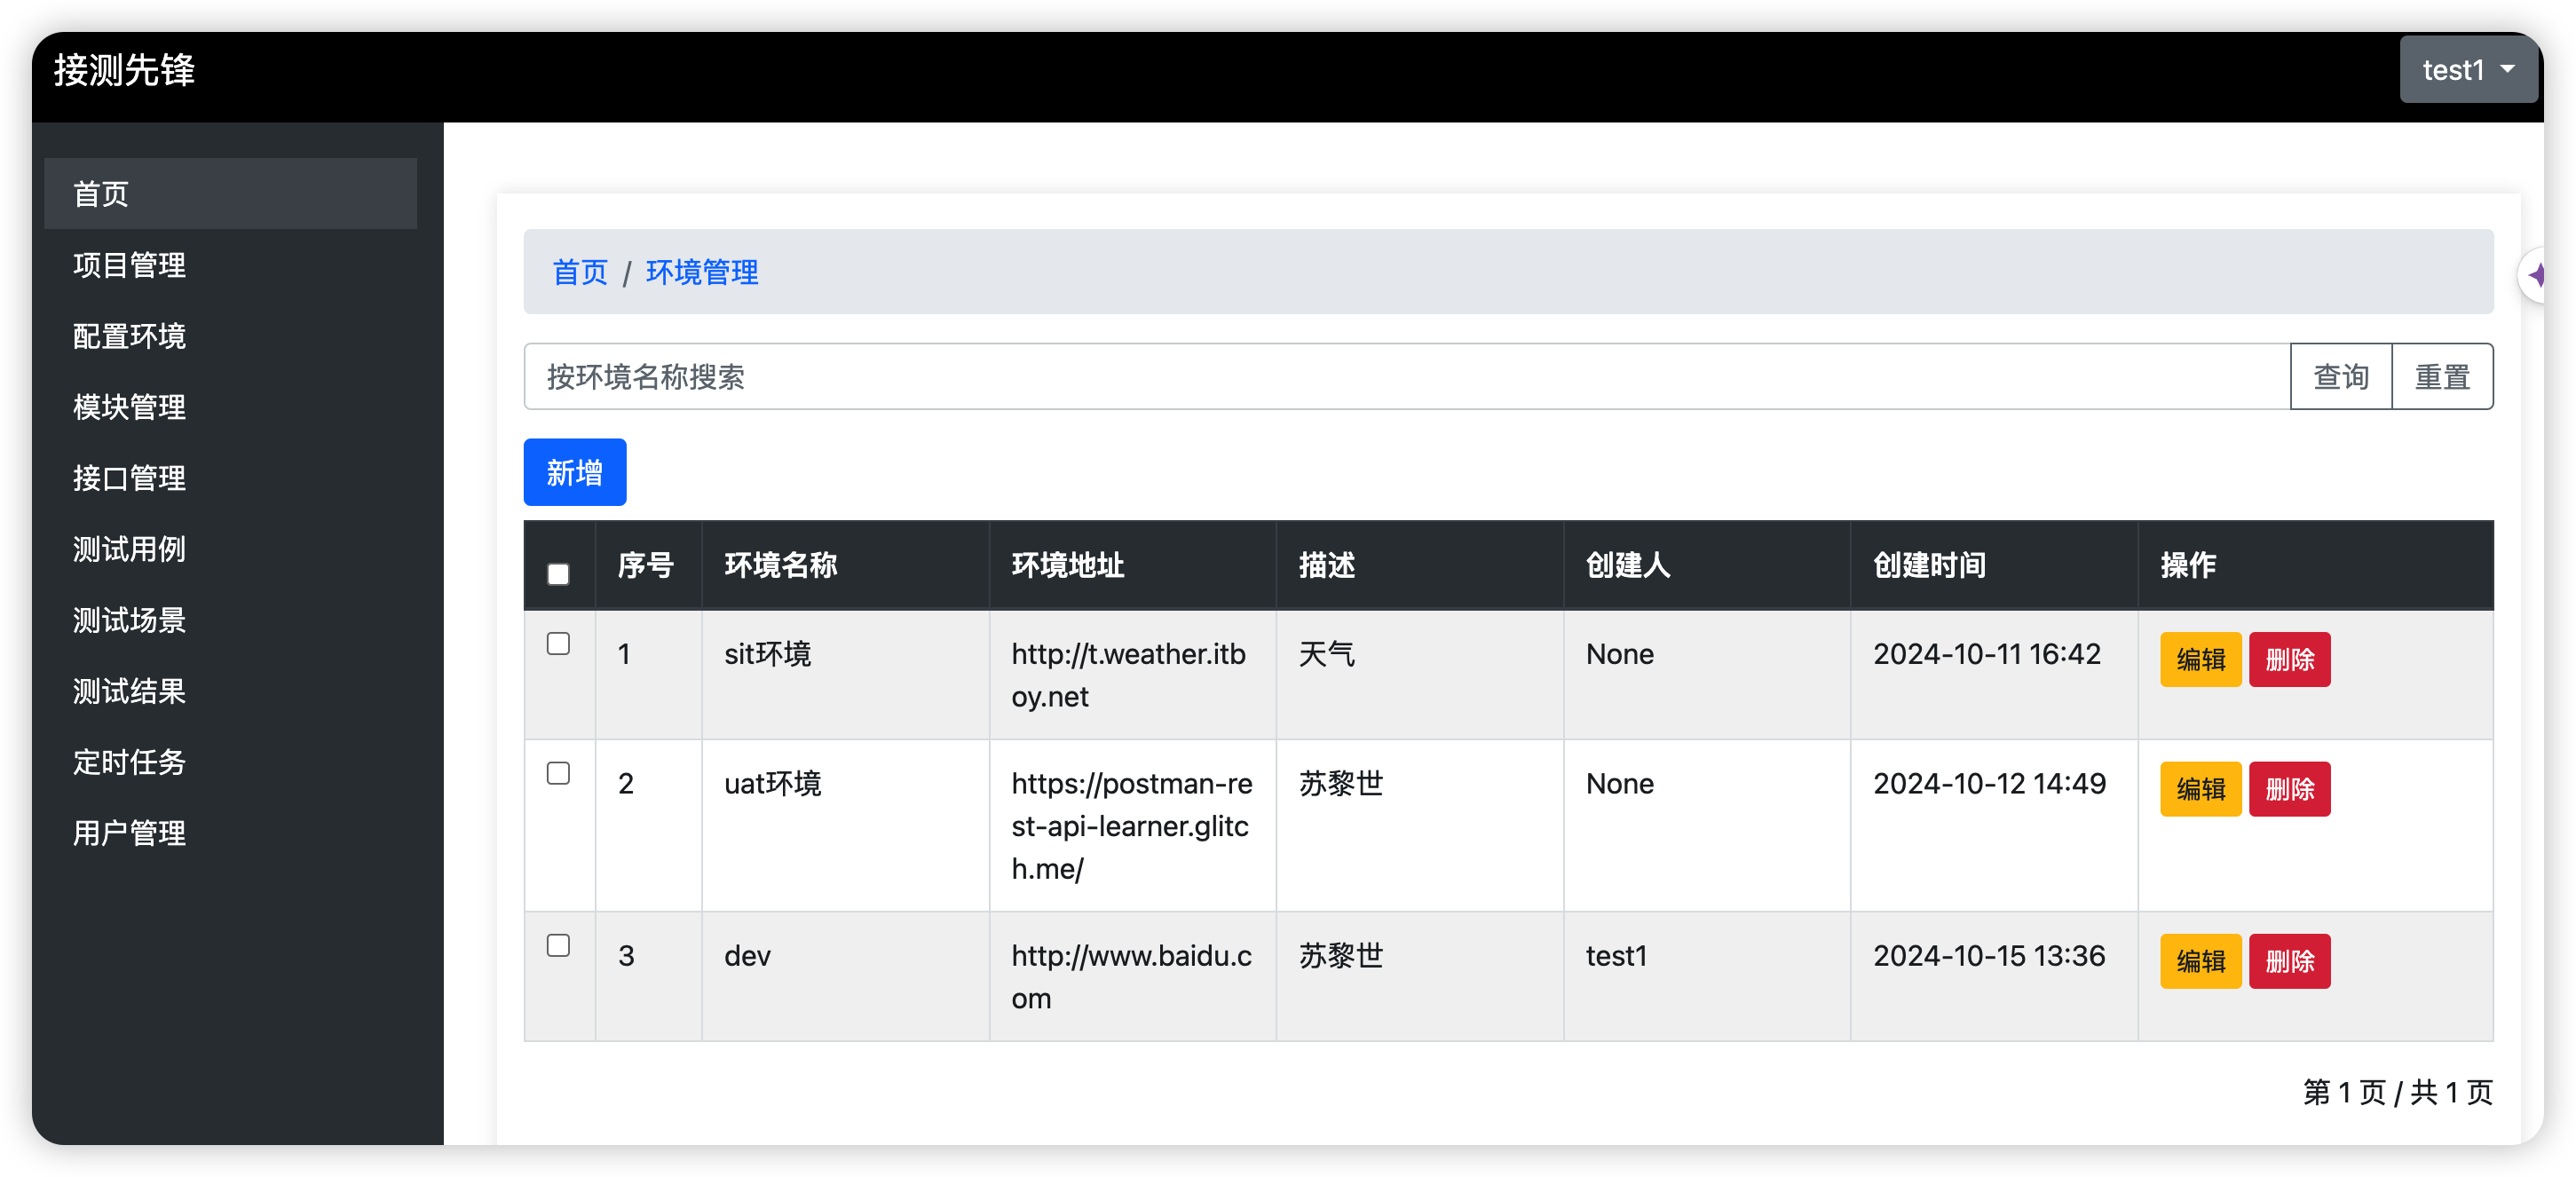 接测先锋
test1
首页
项目管理
配置环境
模块管理
接口管理
测试用例
测试场景
测试结果
定时任务
用户管理
首页 / 环境管理
按环境名称搜索 查询 重置
新增
序号 环境名称 环境地址 描述 创建人 创建时间 操作
1 sit环境 http://t.weather.itb 天气 None 2024-10-11 16:42 编辑 删除
oy.net
2 uat环境 https://postman-re 苏黎世 None 2024-10-12 14:49 编辑 删除
st-api-learner.glitc
h.me/
3 dev http://www.baidu.c 苏黎世 test1 2024-10-15 13:36 编辑 删除
om
第 1 页 / 共 1 页